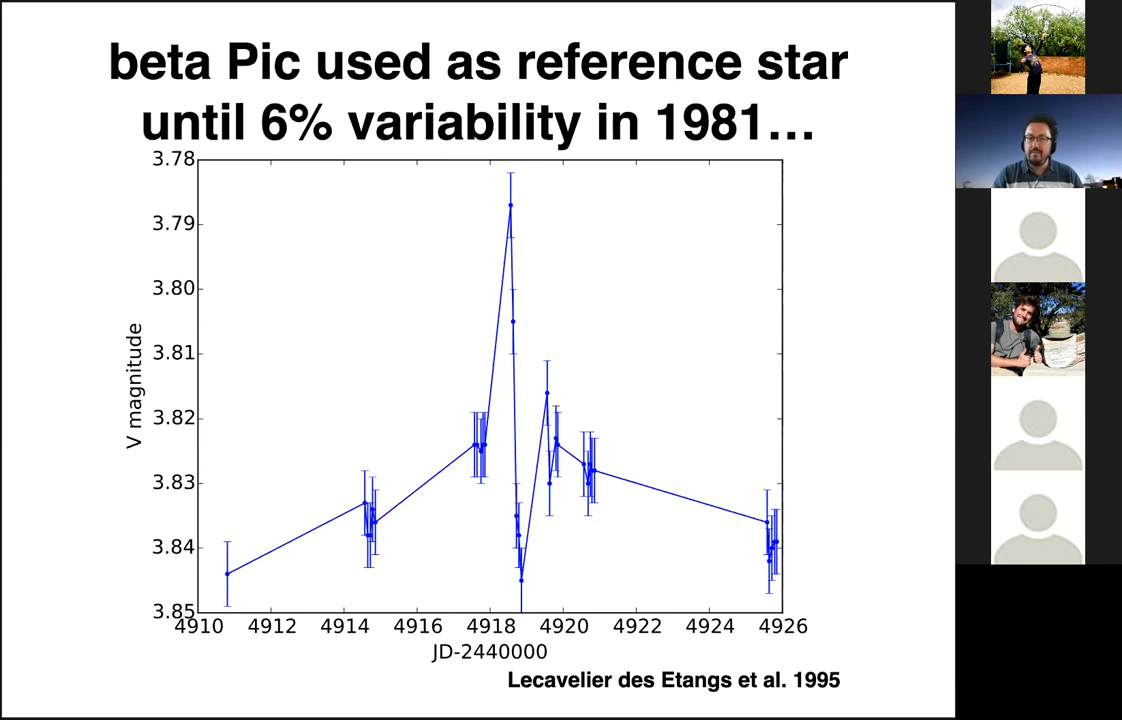 beta Pic used as reference star
until 6% variability in 1981...
3.78
3.79
3.80
3.81
3.82
3.83
3.84
3.85
V magnitude
4910 4912 4914 4916 4918 4920 4922 4924 4926
JD-2440000
Lecavelier des Etangs et al. 1995